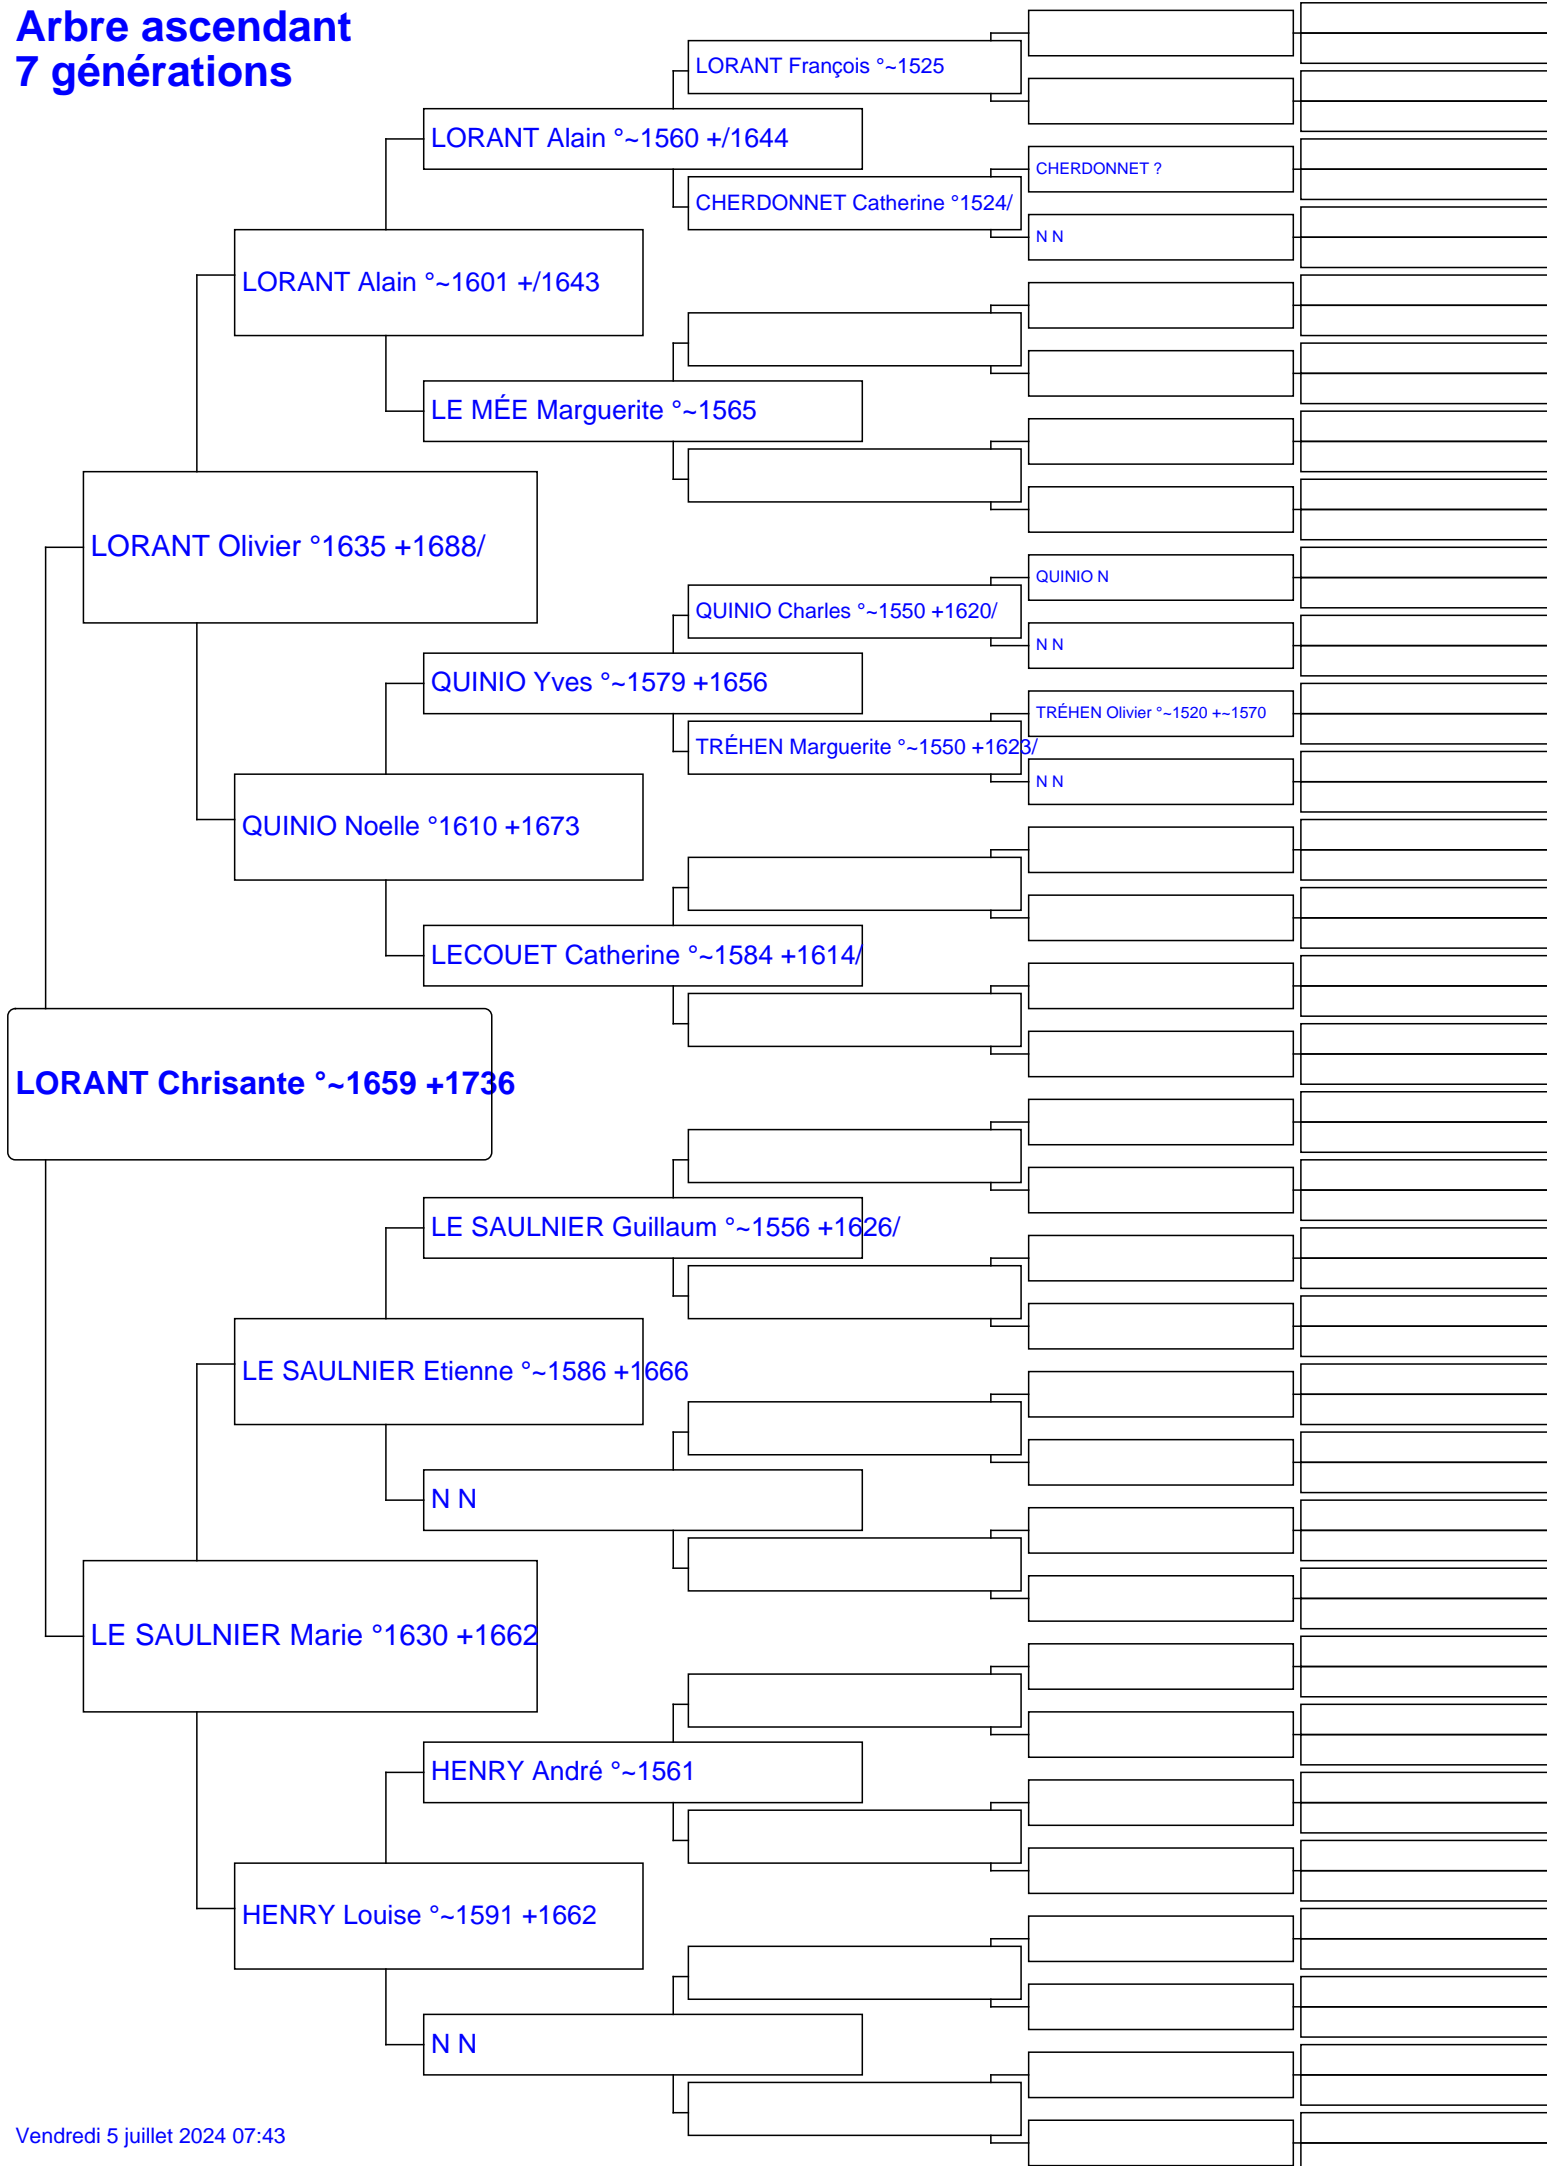 Arbre ascendant
7 générations
LORANT François °~1525
LORANT Alain °~1560 +/1644
CHERDONNET ?
CHERDONNET Catherine °1524/
N N
LORANT Alain °~1601 +/1643
LE MÉE Marguerite °~1565
LORANT Olivier °1635 +1688/
QUINIO N
QUINIO Charles °~1550 +1620/
N N
QUINIO Yves °~1579 +1656
TRÉHEN Olivier °~1520 +~1570
TRÉHEN Marguerite °~1550 +1623/
N N
QUINIO Noelle °1610 +1673
LECOUET Catherine °~1584 +1614/
LORANT Chrisante °~1659 +1736
LE SAULNIER Guillaum °~1556 +1626/
LE SAULNIER Etienne °~1586 +1666
N N
LE SAULNIER Marie °1630 +1662
HENRY André °~1561
HENRY Louise °~1591 +1662
N N
Vendredi 5 juillet 2024 07:43